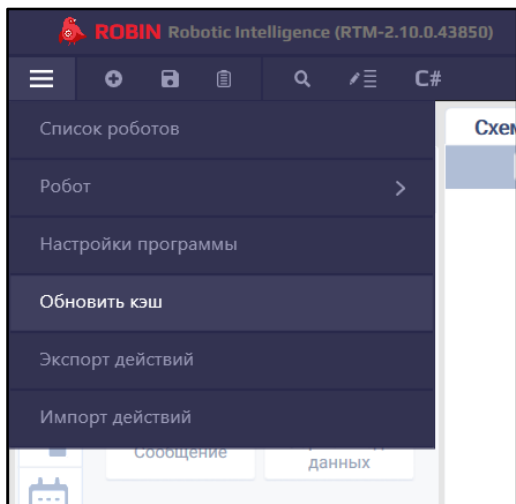 ROBIN Robotic Intelligence (RTM-2.10.0.43850)
C#
Список роботов
Схем
Робот
Настройки программы
Обновить кэш
Экспорт действий
Импорт действий
Сообщение
данных